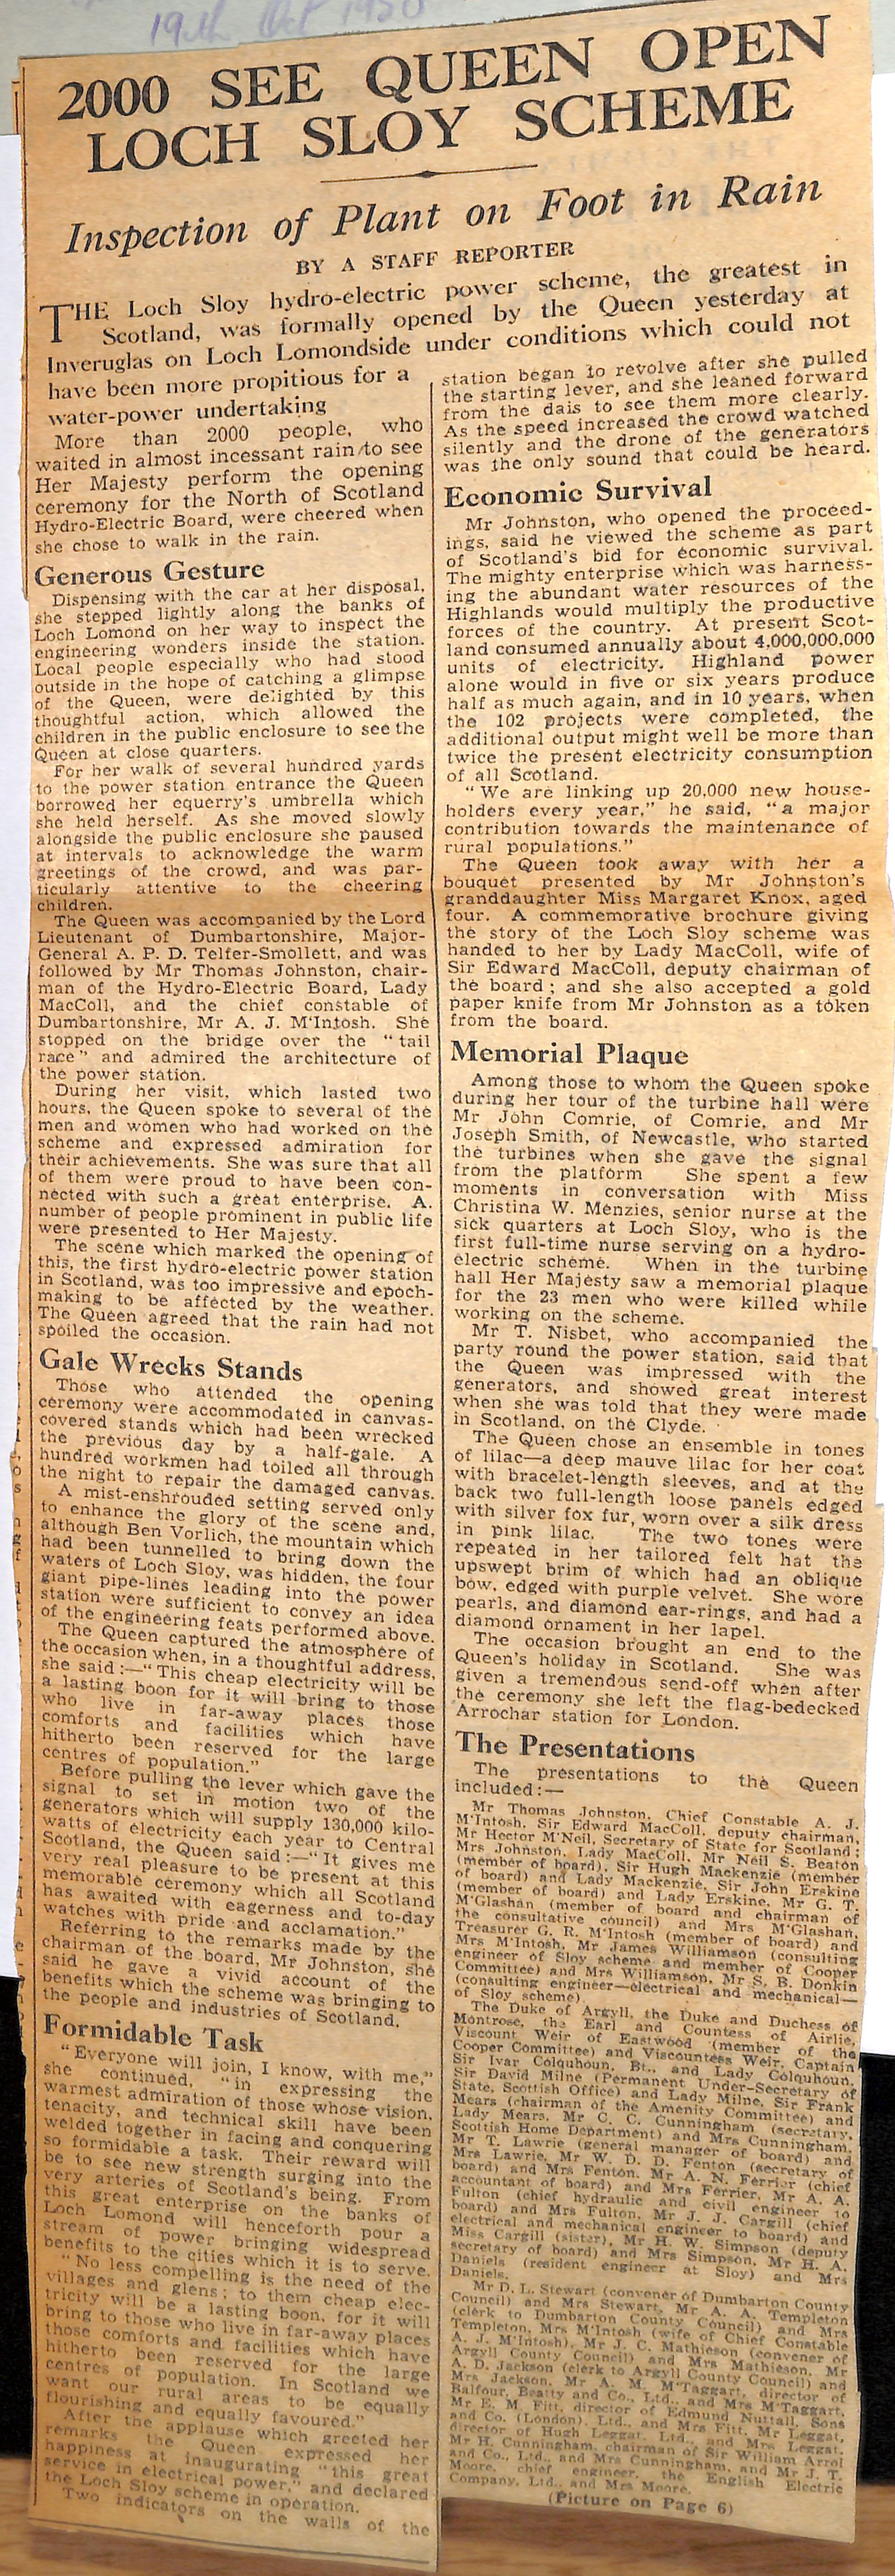 19th Oct 1950
2000 SEE QUEEN OPEN
LOCH SLOY SCHEME
Inspection of Plant on Foot in Rain
BY A STAFF REPORTER
THE Loch Sloy hydro-electric power scheme, the greatest in
Scotland, was formally opened by the Queen yesterday at
Inveruglas on Loch Lomondside under conditions which could not
have been more propitious for a
water-power undertaking
More than 2000 people, who
waited in almost incessant rain to see
Her Majesty perform the opening
ceremony for the North of Scotland
Hydro-Electric Board, were cheered when
she chose to walk in the rain.
Generous Gesture
Dispensing with the car at her disposal,
she stepped lightly along the banks of
Loch Lomond on her way to inspect the
engineering wonders inside the station.
Local people especially who had stood
outside in the hope of catching a glimpse
of the Queen, were delighted by this
thoughtful action, which allowed the
children in the public enclosure to see the
Queen at close quarters.
For her walk of several hundred yards
to the power station entrance the Queen
borrowed her equerry's umbrella which
she held herself. As she moved slowly
alongside the public enclosure she paused
at intervals to acknowledge the warm
greetings of the crowd, and was par-
ticularly attentive to the cheering
children.
The Queen was accompanied by the Lord
Lieutenant of Dumbartonshire, Major-
General A. P. D. Telfer-Smollett, and was
followed by Mr Thomas Johnston, chair-
man of the Hydro-Electric Board, Lady
MacColl, and the chief constable of
Dumbartonshire, Mr A. J. M'Intosh. She
stopped on the bridge over the "tail
race" and admired the architecture of
the power station.
During her visit, which lasted two
hours, the Queen spoke to several of the
men and women who had worked on the
scheme and expressed admiration for
their achievements. She was sure that all
of them were proud to have been con-
nected with such a great enterprise. A
number of people prominent in public life
were presented to Her Majesty.
The scene which marked the opening of
this, the first hydro-electric power station
in Scotland, was too impressive and epoch-
making to be affected by the weather.
The Queen agreed that the rain had not
spoiled the occasion.
Gale Wrecks Stands
Those who attended the opening
ceremony were accommodated in canvas-
covered stands which had been wrecked
the previous day by a half-gale. A
hundred workmen had toiled all through
the night to repair the damaged canvas.
A mist-enshrouded setting served only
to enhance the glory of the scene and,
although Ben Vorlich, the mountain which
had been tunnelled to bring down the
waters of Loch Sloy, was hidden, the four
giant pipe-lines leading into the power
station were sufficient to convey an idea
of the engineering feats performed above.
The Queen captured the atmosphere of
the occasion when, in a thoughtful address,
she said:—"This cheap electricity will be
a lasting boon for it will bring to those
who live in far-away places those
comforts and facilities which have
hitherto been reserved for the large
centres of population."
Before pulling the lever which gave the
signal to set in motion two of the
generators which will supply 130,000 kilo-
watts of electricity each year to Central
Scotland, the Queen said:—"It gives me
very real pleasure to be present at this
memorable ceremony which all Scotland
has awaited with eagerness and to-day
watches with pride and acclamation."
Referring to the remarks made by the
chairman of the board, Mr Johnston, she
said he gave a vivid account of the
benefits which the scheme was bringing to
the people and industries of Scotland.
Formidable Task
"Everyone will join, I know, with me,"
she continued, "in expressing the
warmest admiration of those whose vision,
tenacity, and technical skill have been
welded together in facing and conquering
so formidable a task. Their reward will
be to see new strength surging into the
very arteries of Scotland's being. From
this great enterprise on the banks of
Loch Lomond will henceforth pour a
stream of power bringing widespread
benefits to the cities which it is to serve.
"No less compelling is the need of the
villages and glens; to them cheap elec-
tricity will be a lasting boon, for it will
bring to those who live in far-away places
those comforts and facilities which have
hitherto been reserved for the large
centres of population. In Scotland we
want our rural areas to be equally
flourishing and equally favoured."
After the applause which greeted her
remarks the Queen expressed her
happiness at inaugurating "this great
service in electrical power," and declared
the Loch Sloy scheme in operation.
Two indicators on the walls of the
station began to revolve after she pulled
the starting lever, and she leaned forward
from the dais to see them more clearly.
As the speed increased the crowd watched
silently and the drone of the generators
was the only sound that could be heard.
Economic Survival
Mr Johnston, who opened the proceed-
ings, said he viewed the scheme as part
of Scotland's bid for economic survival.
The mighty enterprise which was harness-
ing the abundant water resources of the
Highlands would multiply the productive
forces of the country. At present Scot-
land consumed annually about 4,000,000,000
units of electricity. Highland power
alone would in five or six years produce
half as much again, and in 10 years, when
the 102 projects were completed, the
additional output might well be more than
twice the present electricity consumption
of all Scotland.
"We are linking up 20,000 new house-
holders every year," he said, "a major
contribution towards the maintenance of
rural populations."
The Queen took away with her a
bouquet presented by Mr Johnston's
granddaughter Miss Margaret Knox, aged
four. A commemorative brochure giving
the story of the Loch Sloy scheme was
handed to her by Lady MacColl, wife of
Sir Edward MacColl, deputy chairman of
the board; and she also accepted a gold
paper knife from Mr Johnston as a token
from the board.
Memorial Plaque
Among those to whom the Queen spoke
during her tour of the turbine hall were
Mr John Comrie, of Comrie, and Mr
Joseph Smith, of Newcastle, who started
the turbines when she gave the signal
from the platform She spent a few
moments in conversation with Miss
Christina W. Menzies, senior nurse at the
sick quarters at Loch Sloy, who is the
first full-time nurse serving on a hydro-
electric scheme. When in the turbine
hall Her Majesty saw a memorial plaque
for the 23 men who were killed while
working on the scheme.
Mr T. Nisbet, who accompanied the
party round the power station, said that
the Queen was impressed with the
generators, and showed great interest
when she was told that they were made
in Scotland, on the Clyde.
The Queen chose an ensemble in tones
of lilac—a deep mauve lilac for her coat
with bracelet-length sleeves, and at the
back two full-length loose panels edged
with silver fox fur, worn over a silk dress
in pink lilac. The two tones were
repeated in her tailored felt hat the
upswept brim of which had an oblique
bow, edged with purple velvet. She wore
pearls, and diamond ear-rings, and had a
diamond ornament in her lapel.
The occasion brought an end to the
Queen's holiday in Scotland. She was
given a tremendous send-off when after
the ceremony she left the flag-bedecked
Arrochar station for London.
The Presentations
The presentations to the Queen
included:—
Mr Thomas Johnston, Chief Constable A. J.
M'Intosh, Sir Edward MacColl, deputy chairman,
Mr Hector M'Neil, Secretary of State for Scotland;
Mrs Johnston, Lady MacColl, Mr Neil S. Beaton
(member of board), Sir Hugh Mackenzie (member
of board) and Lady Mackenzie, Sir John Erskine
(member of board) and Lady Erskine, Mr G. T.
M'Glashan (member of board and chairman of
the consultative council) and Mrs M'Glashan,
Treasurer G. R. M'Intosh (member of board) and
Mrs M'Intosh, Mr James Williamson (consulting
engineer of Sloy scheme and member of Cooper
Committee) and Mrs Williamson, Mr S. B. Donkin
(consulting engineer—electrical and mechanical—
of Sloy scheme).
The Duke of Argyll, the Duke and Duchess of
Montrose, the Earl and Countess of Airlie,
Viscount Weir of Eastwood (member of the
Cooper Committee) and Viscountess Weir, Captain
Sir Ivar Colquhoun, Bt., and Lady Colquhoun,
Sir David Milne (Permanent Under-Secretary of
State, Scottish Office) and Lady Milne, Sir Frank
Mears (chairman of the Amenity Committee) and
Lady Mears, Mr C. C. Cunningham (secretary,
Scottish Home Department) and Mrs Cunningham,
Mr T. Lawrie (general manager of board) and
Mrs Lawrie, Mr W. D. D. Fenton (secretary of
board) and Mrs Fenton, Mr A. N. Ferrier (chief
accountant of board) and Mrs Ferrier, Mr A. A.
Fulton (chief hydraulic and civil engineer to
board) and Mrs Fulton, Mr J. J. Cargill (chief
electrical and mechanical engineer to board) and
Miss Cargill (sister), Mr H. W. Simpson (deputy
secretary of board) and Mrs Simpson, Mr H. A.
Daniels (resident engineer at Sloy) and Mrs
Daniels.
Mr D. L. Stewart (convener of Dumbarton County
Council) and Mrs Stewart, Mr A. A. Templeton
(clerk to Dumbarton County Council) and Mrs
Templeton, Mrs M'Intosh (wife of Chief Constable
A. J. M'Intosh), Mr J. C. Mathieson (convener of
Argyll County Council) and Mrs Mathieson, Mr
A. D. Jackson (clerk to Argyll County Council) and
Mrs Jackson, Mr A. M. M'Taggart, director of
Balfour, Beatty and Co., Ltd., and Mrs M'Taggart,
Mr E. M. Fitt, director of Edmund Nuttall, Sons
and Co. (London), Ltd., and Mrs Fitt, Mr Leggat,
director of Hugh Leggat, Ltd., and Mrs Leggat,
Mr H. Cunningham, chairman of Sir William Arrol
and Co., Ltd., and Mrs Cunningham, and Mr J. T.
Moore, chief engineer, the English Electric
Company, Ltd., and Mrs Moore.
(Picture on Page 6)